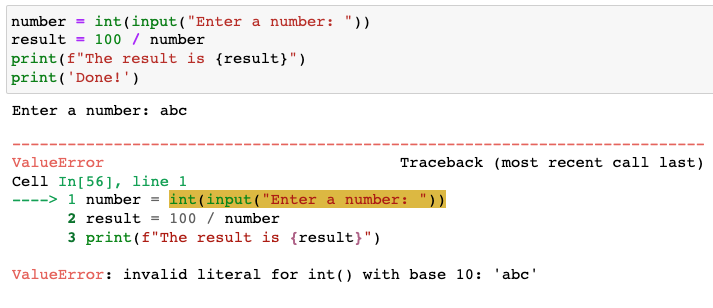 number = int(input("Enter a number: "))
result = 100 / number
print(f"The result is {result}")
print('Done!')
Enter a number: abc
---------------------------------------------------------------------------
ValueError                                Traceback (most recent call last)
Cell In[56], line 1
----> 1 number = int(input("Enter a number: "))
      2 result = 100 / number
      3 print(f"The result is {result}")
ValueError: invalid literal for int() with base 10: 'abc'